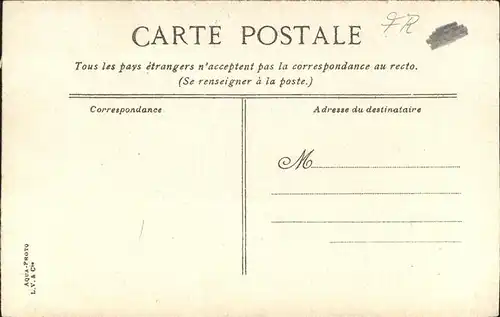 FR
CARTE POSTALE
Tous les pays étrangers n'acceptent pas la correspondance au recto.
(Se renseigner à la poste.)
Correspondance
Adresse du destinataire
M
AQUA-PHOTO
L. V. & Cie